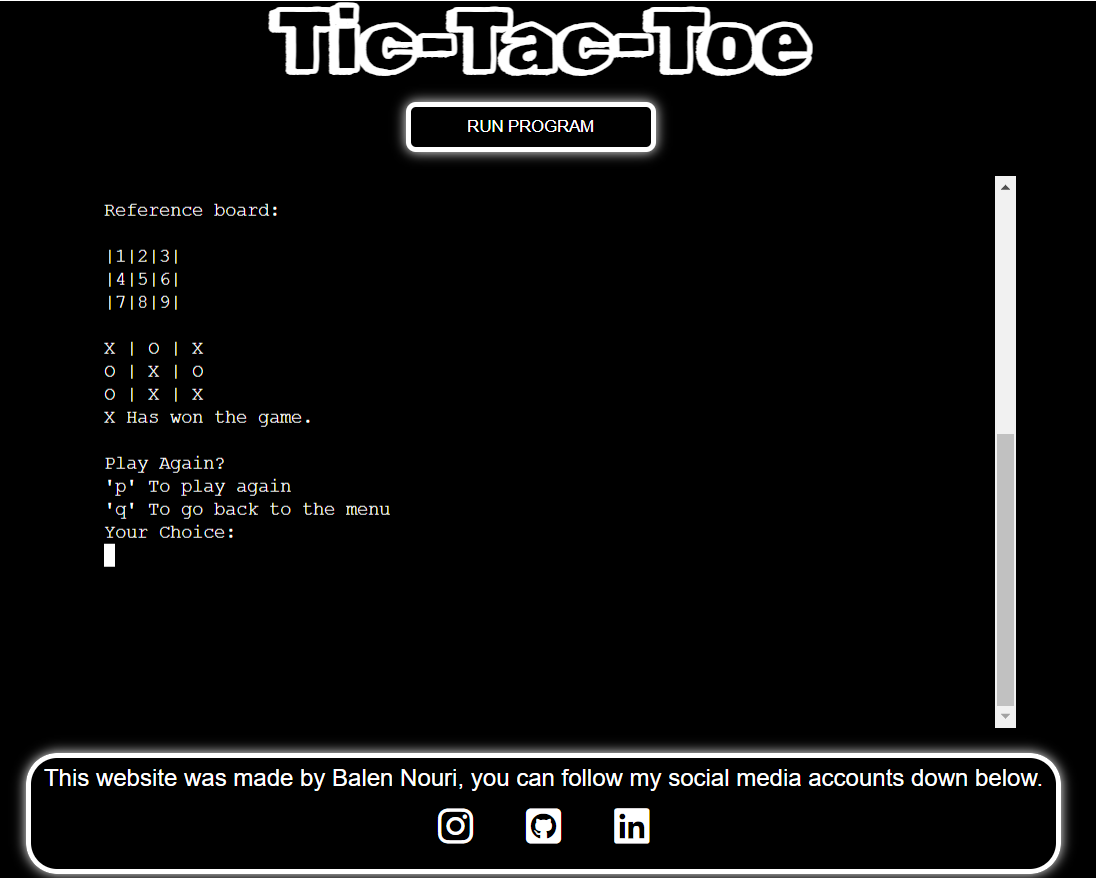 Tic-Tac-Toe
RUN PROGRAM
Reference board:
|1|2|3|
|4|5|6|
|7|8|9|
X | O | X
O | X | O
O | X | X
X Has won the game.
Play Again?
'p' To play again
'q' To go back to the menu
Your Choice:
This website was made by Balen Nouri, you can follow my social media accounts down below.
in